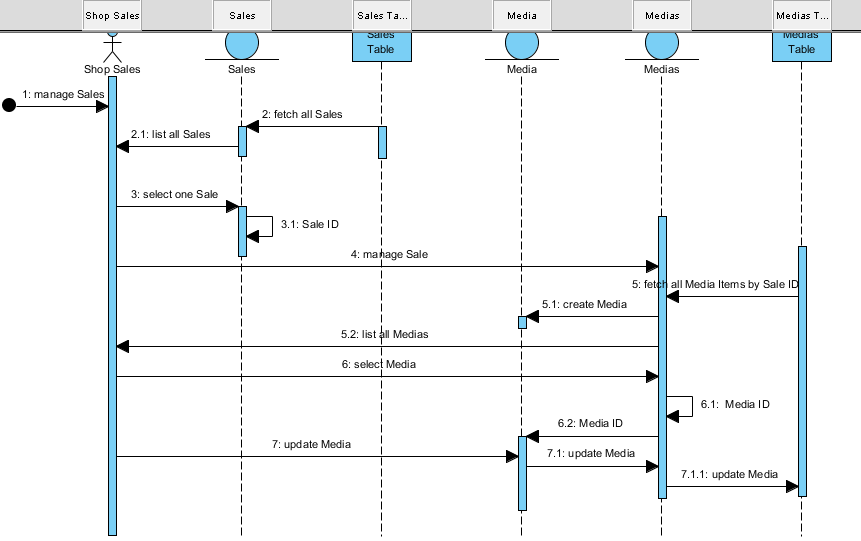 Shop Sales
Sales
Sales Ta...
Media
Medias
Medias T...
Sales
Table
Medias
Table
Shop Sales
Sales
Media
Medias
1: manage Sales
2: fetch all Sales
2.1: list all Sales
3: select one Sale
3.1: Sale ID
4: manage Sale
5: fetch all Media Items by Sale ID
5.1: create Media
5.2: list all Medias
6: select Media
6.1: Media ID
6.2: Media ID
7: update Media
7.1: update Media
7.1.1: update Media